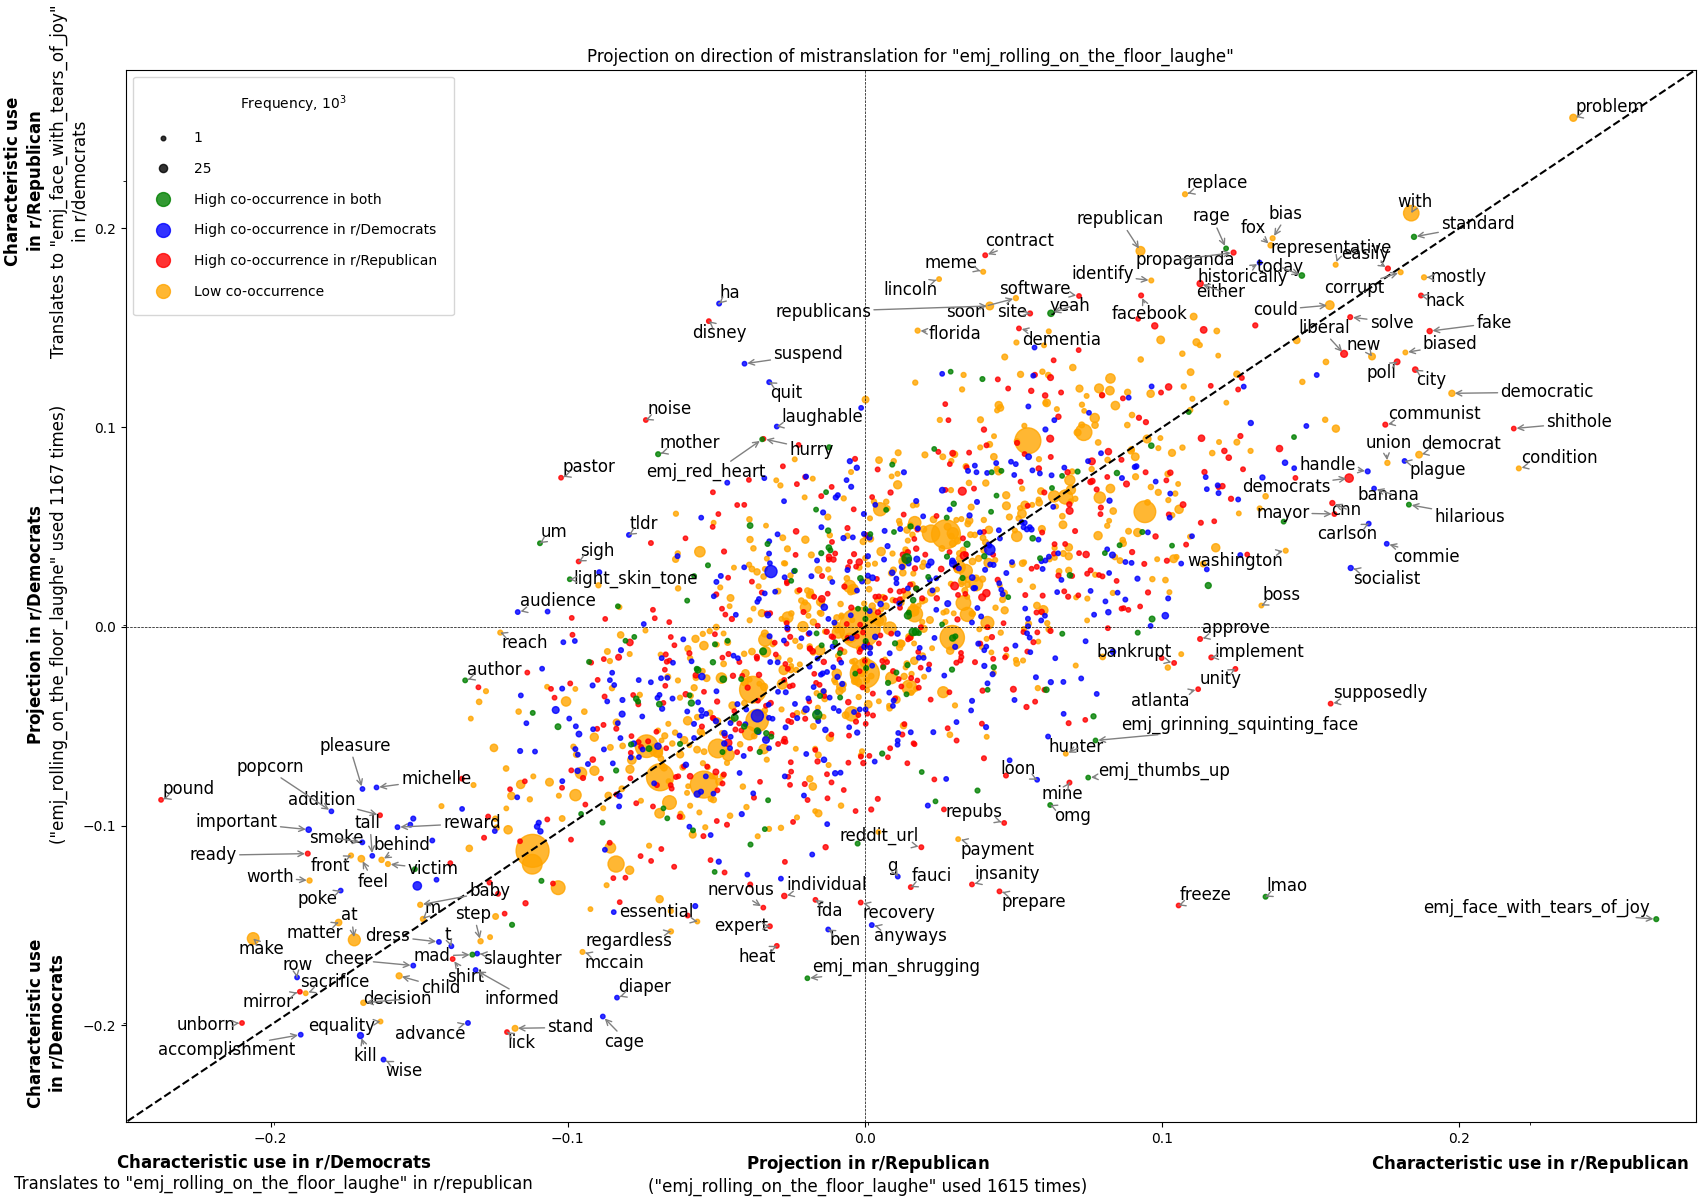 Projection on direction of mistranslation for "emj_rolling_on_the_floor_laughe"
Characteristic use
in r/Republican
Translates to "emj_face_with_tears_of_joy"
in r/democrats
Projection in r/Democrats
("emj_rolling_on_the_floor_laughe" used 1167 times)
Characteristic use
in r/Democrats
Frequency, 10³
1
25
High co-occurrence in both
High co-occurrence in r/Democrats
High co-occurrence in r/Republican
Low co-occurrence
0.2
0.1
0.0
−0.1
−0.2
problem
replace
with
republican
rage
bias
fox
standard
contract
representative
easily
propaganda
meme
identify
historically
today
mostly
lincoln
software
either
corrupt
hack
republicans
soon
site
yeah
facebook
could
solve
fake
florida
dementia
liberal
new
biased
ha
disney
suspend
quit
poll
city
democratic
noise
laughable
communist
shithole
mother
hurry
union
democrat
pastor
emj_red_heart
handle
plague
condition
democrats
banana
um
tldr
mayor
cnn
hilarious
sigh
carlson
light_skin_tone
washington
commie
socialist
audience
boss
reach
approve
author
bankrupt
implement
unity
atlanta
supposedly
emj_grinning_squinting_face
pleasure
hunter
popcorn
michelle
loon
emj_thumbs_up
pound
addition
mine
important
tall
reward
repubs
omg
smoke
behind
reddit_url
ready
front
victim
payment
worth
feel
g
fauci
insanity
poke
baby
nervous
individual
prepare
freeze
lmao
at
m
step
essential
fda
recovery
emj_face_with_tears_of_joy
matter
dress
t
expert
ben
anyways
make
cheer
mad
slaughter
regardless
heat
row
shirt
mccain
emj_man_shrugging
mirror
sacrifice
child
informed
diaper
decision
unborn
equality
advance
stand
accomplishment
kill
lick
cage
wise
−0.2
−0.1
0.0
0.1
0.2
Characteristic use in r/Democrats
Projection in r/Republican
Characteristic use in r/Republican
Translates to "emj_rolling_on_the_floor_laughe" in r/republican
("emj_rolling_on_the_floor_laughe" used 1615 times)